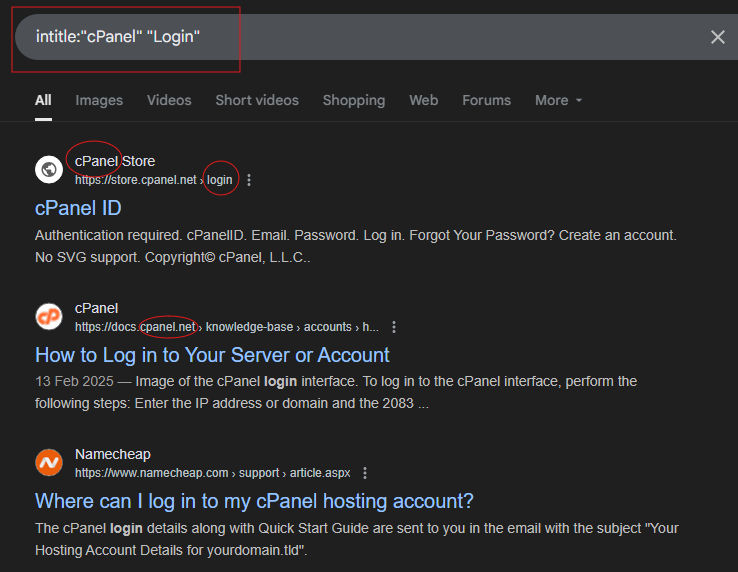 intitle:"cPanel" "Login"
All Images Videos Short videos Shopping Web Forums More
cPanel Store
https://store.cpanel.net › login
cPanel ID
Authentication required. cPanelID. Email. Password. Log in. Forgot Your Password? Create an account.
No SVG support. Copyright© cPanel, L.L.C..
cPanel
https://docs.cpanel.net › knowledge-base › accounts › h...
How to Log in to Your Server or Account
13 Feb 2025 — Image of the cPanel login interface. To log in to the cPanel interface, perform the
following steps: Enter the IP address or domain and the 2083 ...
Namecheap
https://www.namecheap.com › support › article.aspx
Where can I log in to my cPanel hosting account?
The cPanel login details along with Quick Start Guide are sent to you in the email with the subject "Your
Hosting Account Details for yourdomain.tld".